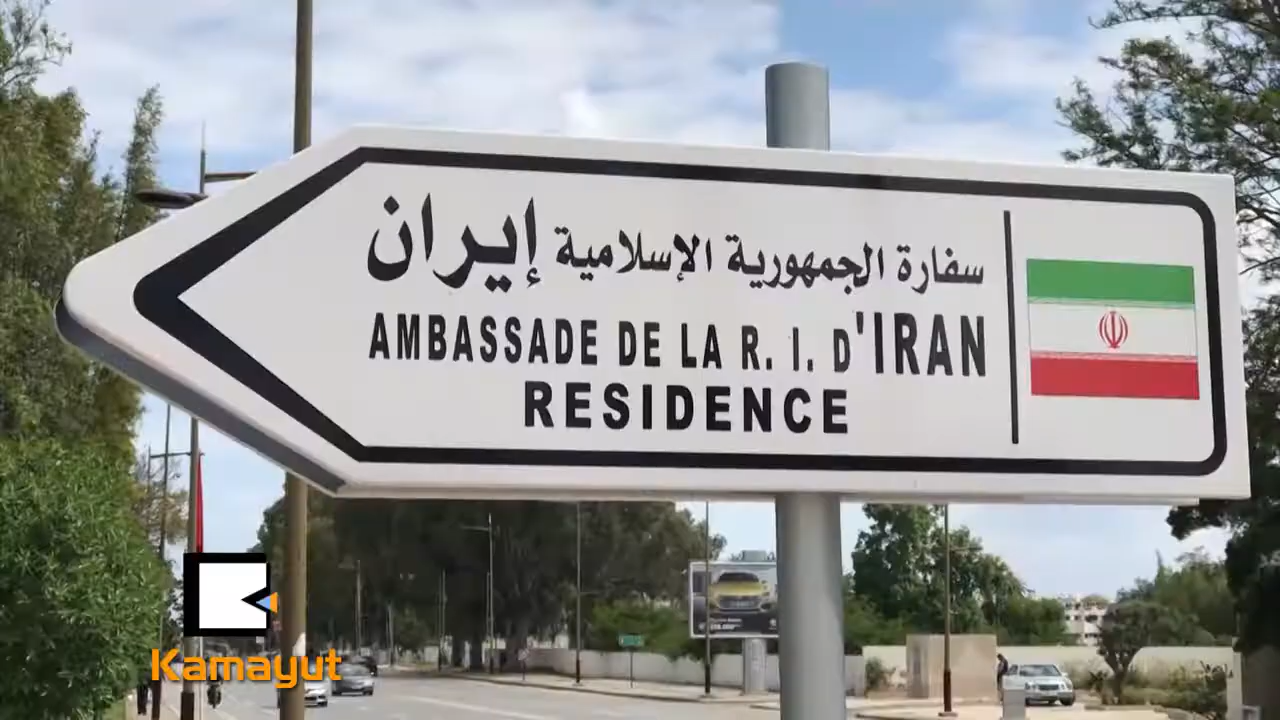 سفارة الجمهورية الإسلامية إيران
AMBASSADE DE LA R. I. D'IRAN
RESIDENCE
Kamayut